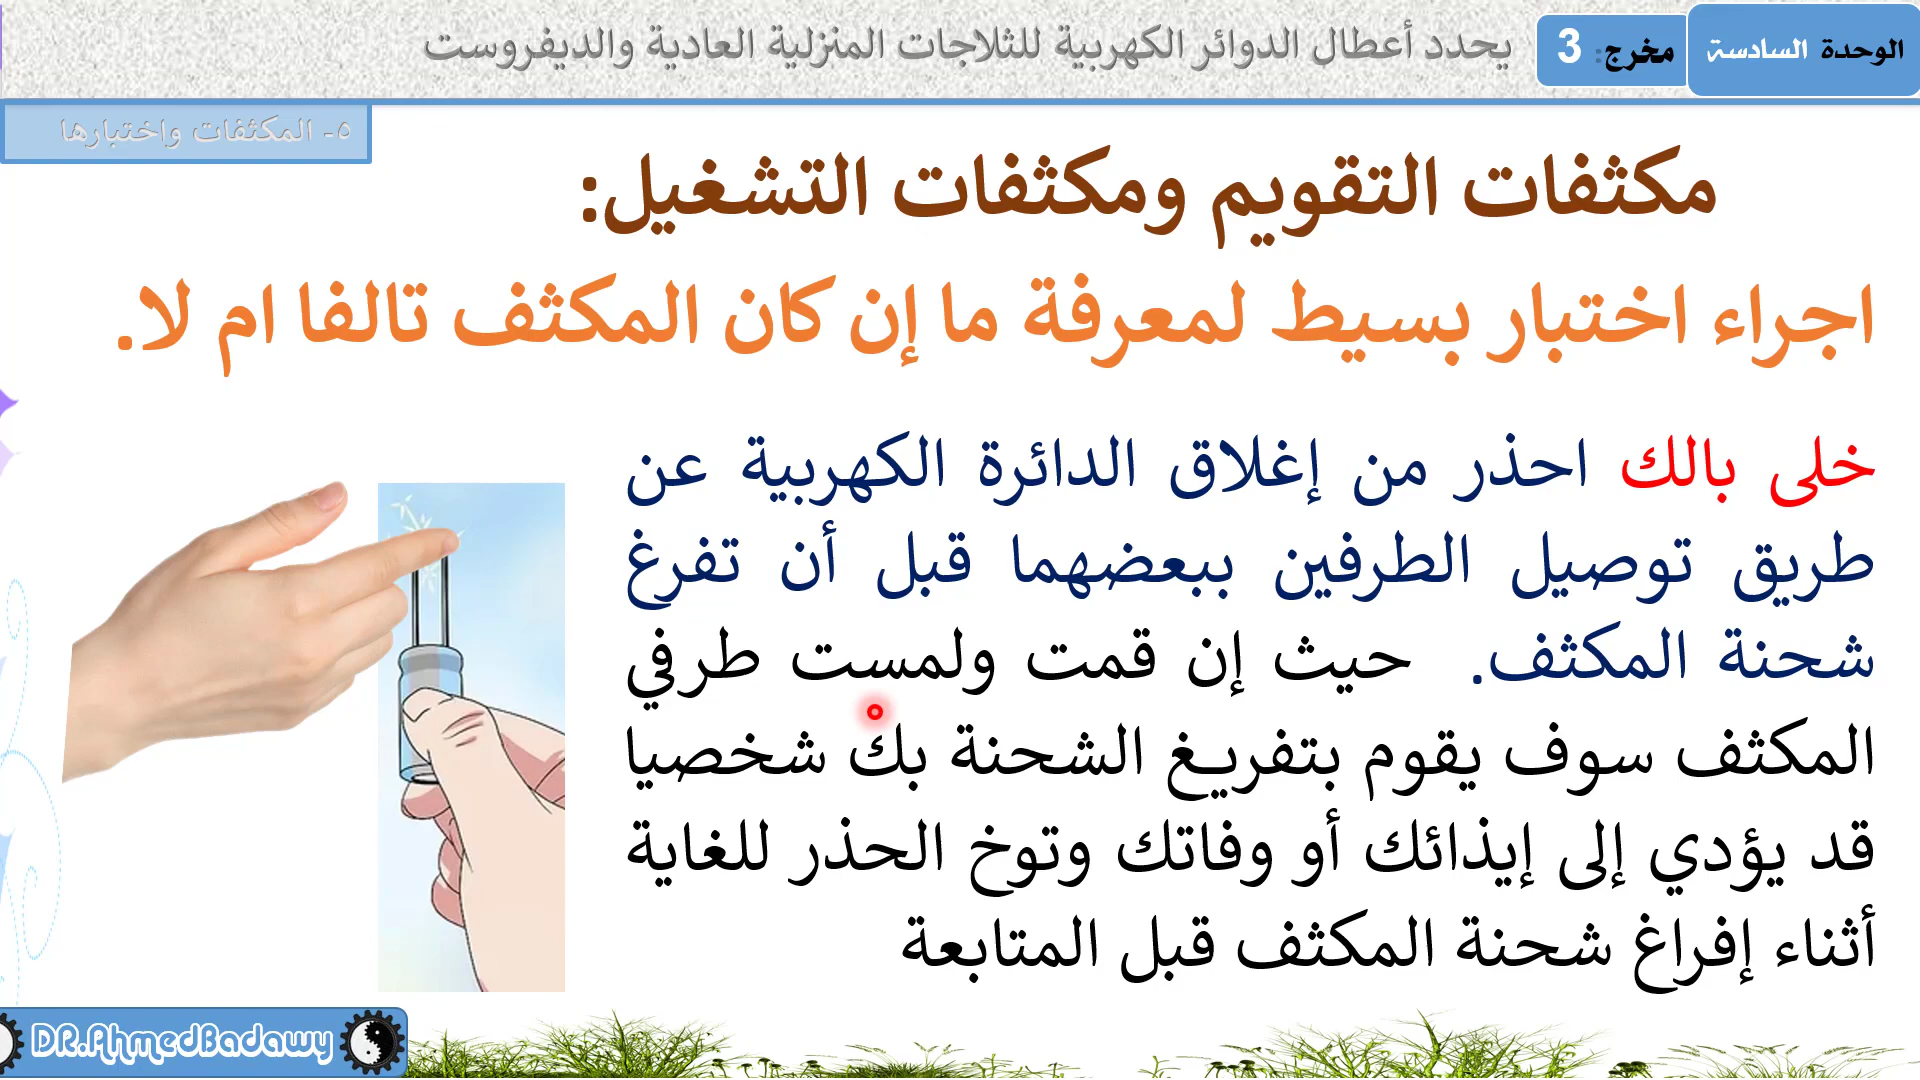 الوحدة السادسة
مخرج: 3
يحدد أعطال الدوائر الكهربية للثلاجات المنزلية العادية والديفروست
٥- المكثفات واختبارها
مكثفات التقويم ومكثفات التشغيل:
اجراء اختبار بسيط لمعرفة ما إن كان المكثف تالفا ام لا.
خلى بالك احذر من إغلاق الدائرة الكهربية عن
طريق توصيل الطرفين ببعضهما قبل أن تفرغ
شحنة المكثف. حيث إن قمت ولمست طرفي
المكثف سوف يقوم بتفريغ الشحنة بك شخصيا
قد يؤدي إلى إيذائك أو وفاتك وتوخ الحذر للغاية
أثناء إفراغ شحنة المكثف قبل المتابعة
DR.AhmedBadawy